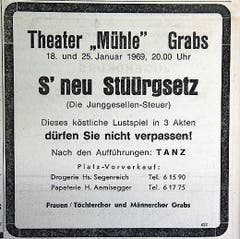 Theater „Mühle" Grabs
18. und 25. Januar 1969, 20.00 Uhr
S' neu Stüürgsetz
(Die Junggesellen-Steuer)
Dieses köstliche Lustspiel in 3 Akten
dürfen Sie nicht verpassen!
Nach den Aufführungen: TANZ
Platz-Vorverkauf:
Drogerie Hs. Segenreich Tel. 6 15 90
Papeterie H. Aemisegger Tel. 6 17 75
Frauen / Töchterchor und Männerchor Grabs